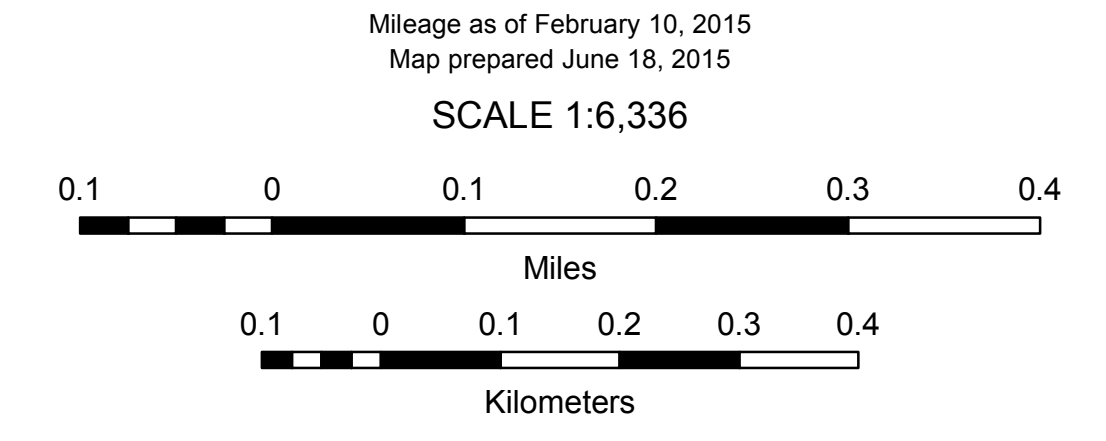 Mileage as of February 10, 2015
Map prepared June 18, 2015
SCALE 1:6,336
0.1 0 0.1 0.2 0.3 0.4
Miles
0.1 0 0.1 0.2 0.3 0.4
Kilometers